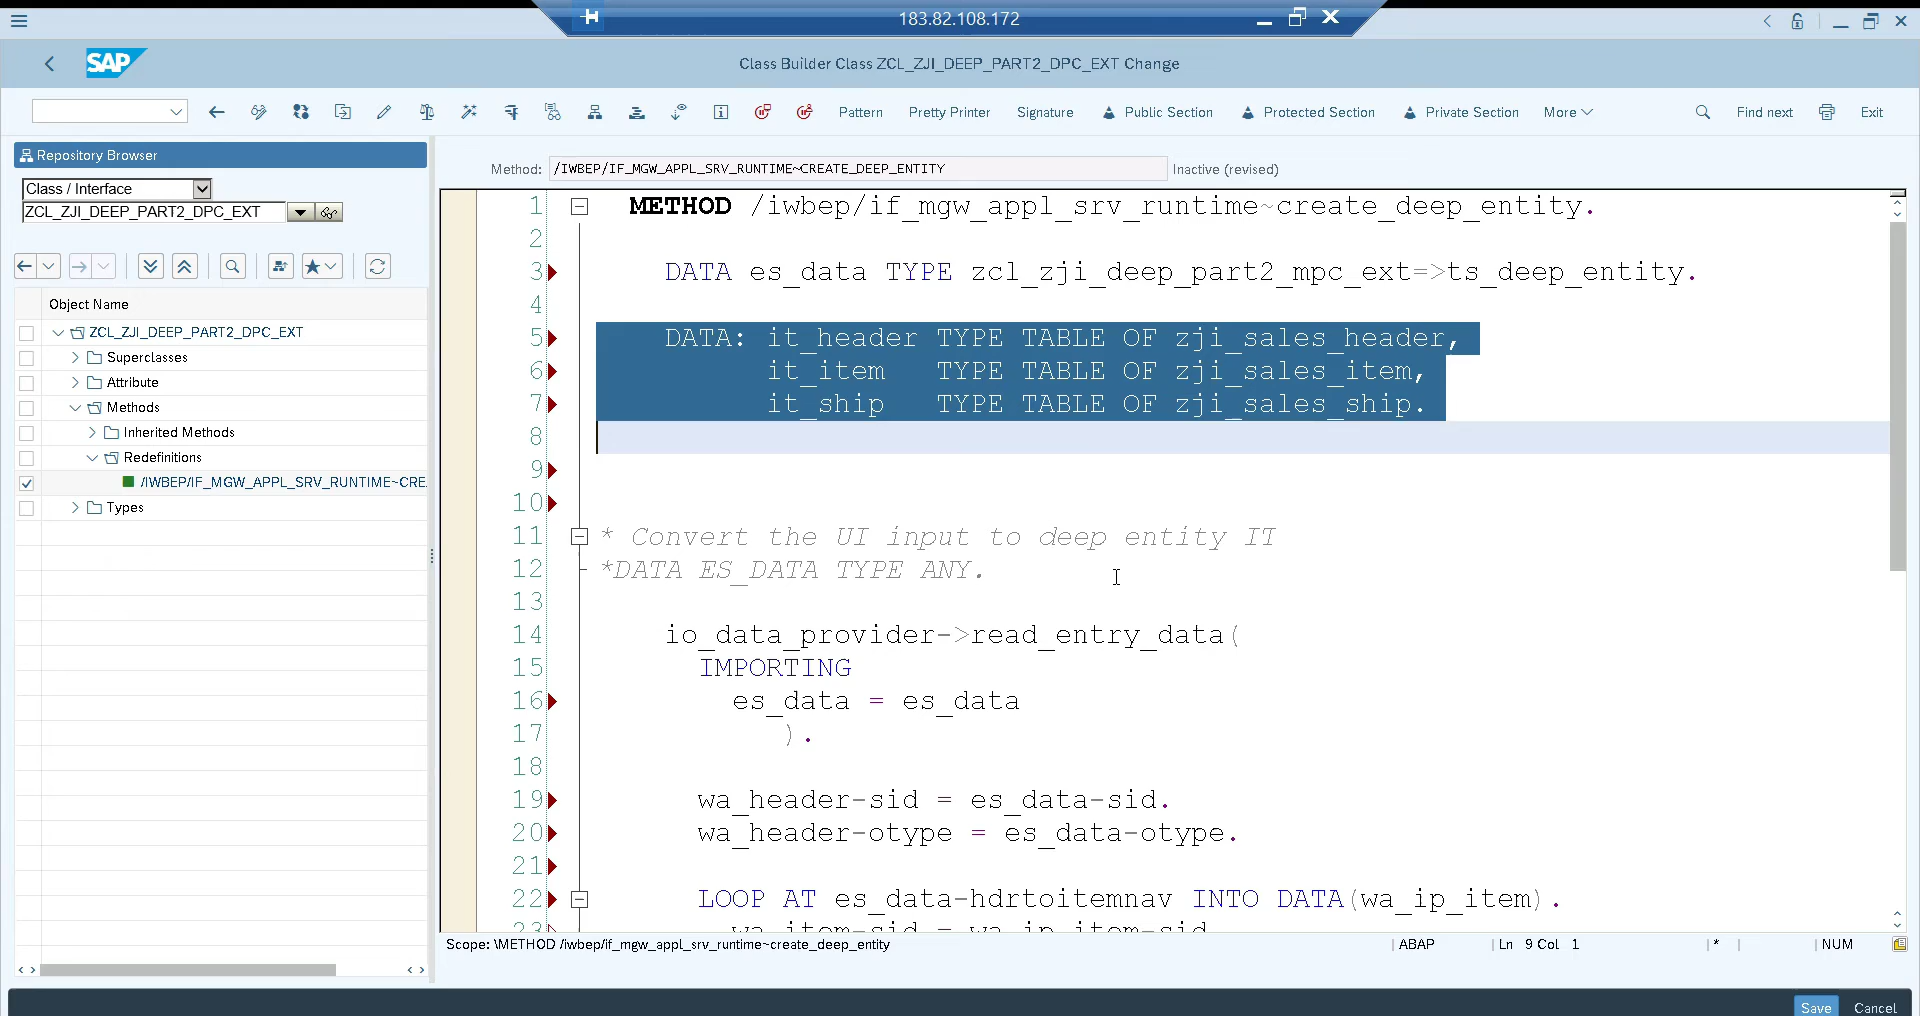 183.82.108.172
SAP
Class Builder Class ZCL_ZJI_DEEP_PART2_DPC_EXT Change
Pattern Pretty Printer Signature Public Section Protected Section Private Section More Find next Exit
Repository Browser
Class / Interface
ZCL_ZJI_DEEP_PART2_DPC_EXT
Object Name
ZCL_ZJI_DEEP_PART2_DPC_EXT
Superclasses
Attribute
Methods
Inherited Methods
Redefinitions
/IWBEP/IF_MGW_APPL_SRV_RUNTIME~CRE
Types
Method: /IWBEP/IF_MGW_APPL_SRV_RUNTIME~CREATE_DEEP_ENTITY Inactive (revised)
1 METHOD /iwbep/if_mgw_appl_srv_runtime~create_deep_entity.
2
3 DATA es_data TYPE zcl_zji_deep_part2_mpc_ext=>ts_deep_entity.
4
5 DATA: it_header TYPE TABLE OF zji_sales_header,
6 it_item TYPE TABLE OF zji_sales_item,
7 it_ship TYPE TABLE OF zji_sales_ship.
8
9
10
11 * Convert the UI input to deep entity IT
12 *DATA ES_DATA TYPE ANY.
13
14 io_data_provider->read_entry_data(
15 IMPORTING
16 es_data = es_data
17 ).
18
19 wa_header-sid = es_data-sid.
20 wa_header-otype = es_data-otype.
21
22 LOOP AT es_data-hdrtoitemnav INTO DATA(wa_ip_item).
23 wa_item-sid = wa_ip_item-sid
Scope: \METHOD /iwbep/if_mgw_appl_srv_runtime~create_deep_entity ABAP Ln 9 Col 1 * NUM
Save Cancel